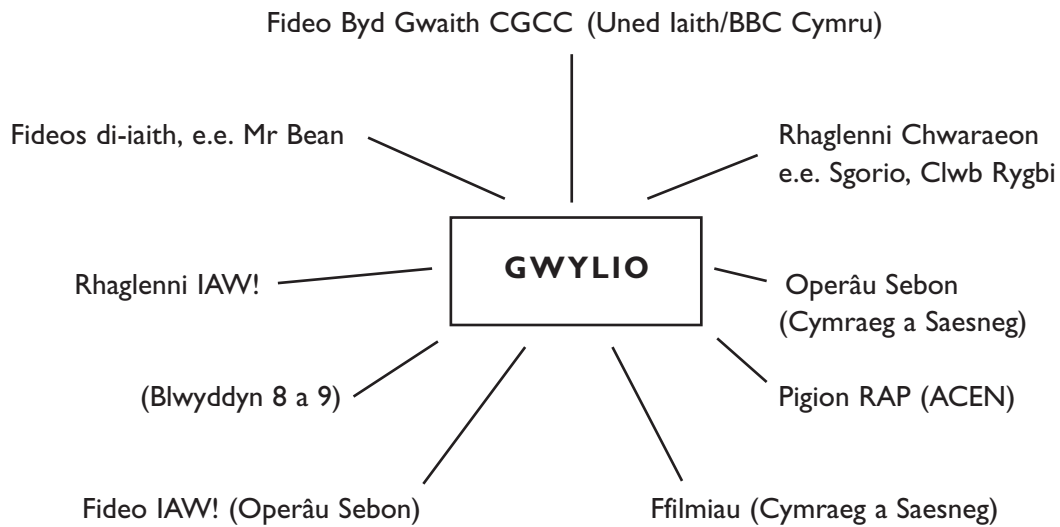 Fideo Byd Gwaith CGCC (Uned Iaith/BBC Cymru)
Fideos di-iaith, e.e. Mr Bean
Rhaglenni Chwaraeon
e.e. Sgorio, Clwb Rygbi
GWYLIO
Rhaglenni IAW!
Operâu Sebon
(Cymraeg a Saesneg)
(Blwyddyn 8 a 9)
Pigion RAP (ACEN)
Fideo IAW! (Operâu Sebon)
Ffilmiau (Cymraeg a Saesneg)